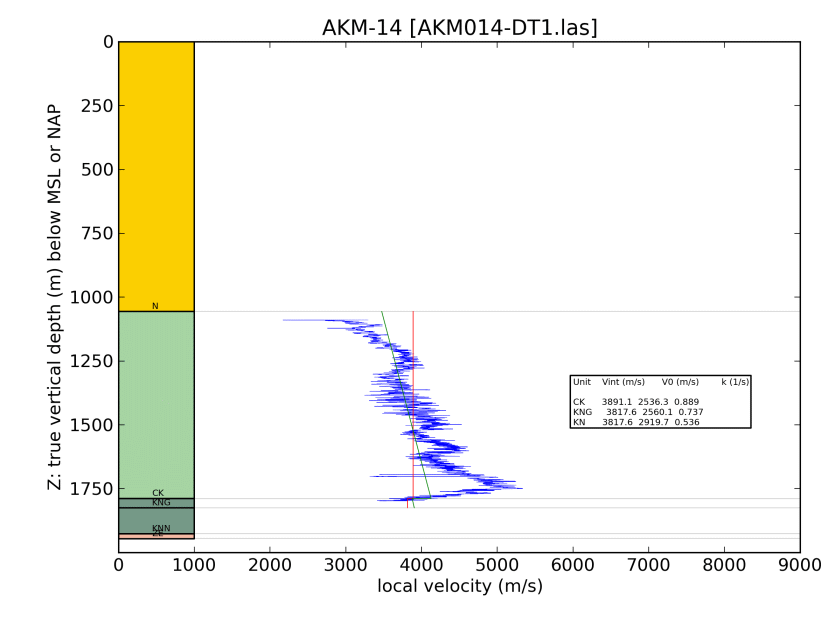 AKM-14 [AKM014-DT1.las]
0
250
500
750
1000
1250
1500
1750
Z: true vertical depth (m) below MSL or NAP
N
CK
KNG
KNN
ZE
Unit Vint (m/s) V0 (m/s) k (1/s)
CK 3891.1 2536.3 0.889
KNG 3817.6 2560.1 0.737
KN 3817.6 2919.7 0.536
0 1000 2000 3000 4000 5000 6000 7000 8000 9000
local velocity (m/s)